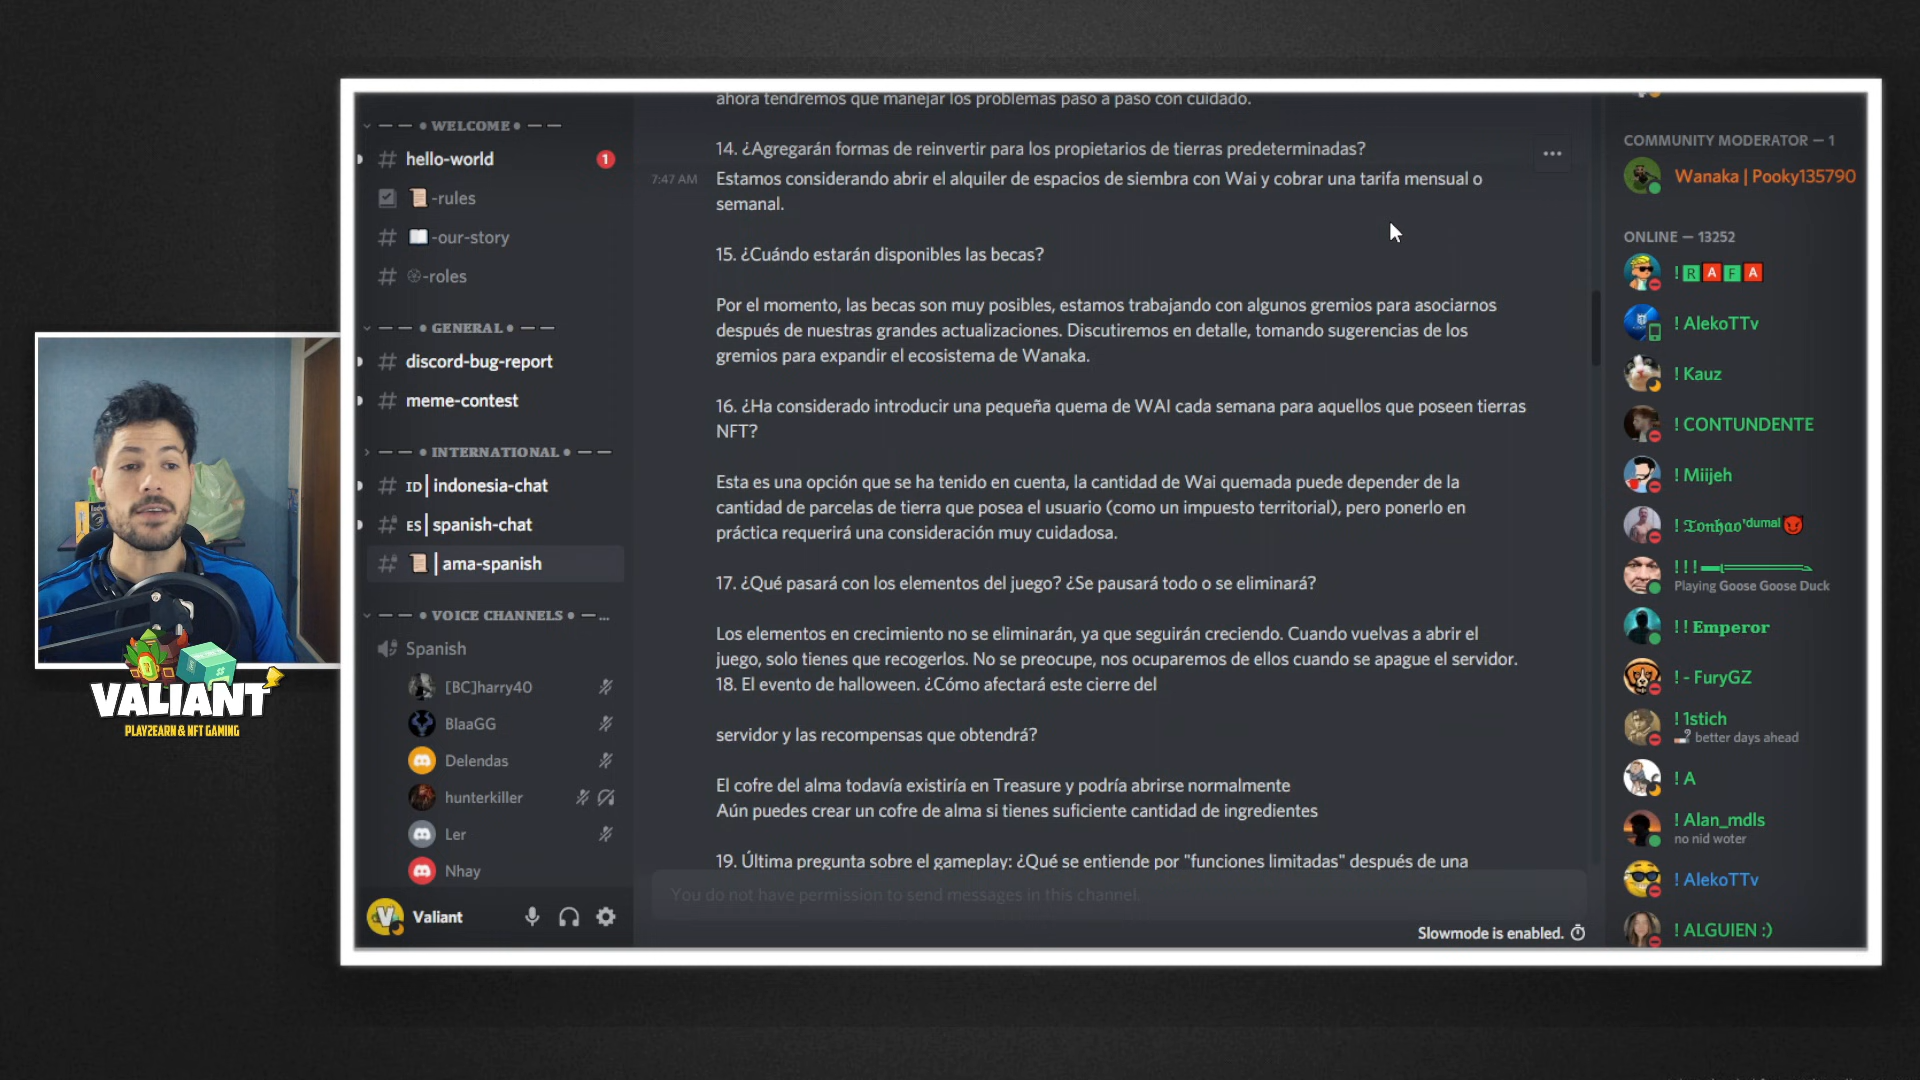 — — • WELCOME • — —
hello-world
1
-rules
-our-story
-roles
— — • GENERAL • — —
discord-bug-report
meme-contest
— — • INTERNATIONAL • — —
ID | indonesia-chat
ES | spanish-chat
| ama-spanish
— — • VOICE CHANNELS • — ...
Spanish
[BC]harry40
BlaaGG
Delendas
hunterkiller
Ler
Nhay
Valiant
ahora tendremos que manejar los problemas paso a paso con cuidado.
14. ¿Agregarán formas de reinvertir para los propietarios de tierras predeterminadas?
7:47 AM
Estamos considerando abrir el alquiler de espacios de siembra con Wai y cobrar una tarifa mensual o
semanal.
15. ¿Cuándo estarán disponibles las becas?
Por el momento, las becas son muy posibles, estamos trabajando con algunos gremios para asociarnos
después de nuestras grandes actualizaciones. Discutiremos en detalle, tomando sugerencias de los
gremios para expandir el ecosistema de Wanaka.
16. ¿Ha considerado introducir una pequeña quema de WAI cada semana para aquellos que poseen tierras
NFT?
Esta es una opción que se ha tenido en cuenta, la cantidad de Wai quemada puede depender de la
cantidad de parcelas de tierra que posea el usuario (como un impuesto territorial), pero ponerlo en
práctica requerirá una consideración muy cuidadosa.
17. ¿Qué pasará con los elementos del juego? ¿Se pausará todo o se eliminará?
Los elementos en crecimiento no se eliminarán, ya que seguirán creciendo. Cuando vuelvas a abrir el
juego, solo tienes que recogerlos. No se preocupe, nos ocuparemos de ellos cuando se apague el servidor.
18. El evento de halloween. ¿Cómo afectará este cierre del
servidor y las recompensas que obtendrá?
El cofre del alma todavía existiría en Treasure y podría abrirse normalmente
Aún puedes crear un cofre de alma si tienes suficiente cantidad de ingredientes
19. Última pregunta sobre el gameplay: ¿Qué se entiende por "funciones limitadas" después de una
You do not have permission to send messages in this channel.
Slowmode is enabled.
COMMUNITY MODERATOR — 1
Wanaka | Pooky135790
ONLINE — 13252
! R A F A
! AlekoTTv
! Kauz
! CONTUNDENTE
! Miijeh
! 𝕿𝖔𝖓𝖍𝖆𝖔'ᵈᵘᵐᵃˡ
! ! !
Playing Goose Goose Duck
! ! Emperor
! - FuryGZ
! 1stich
better days ahead
! A
! Alan_mdls
no nid woter
! AlekoTTv
! ALGUIEN :)
VALIANT
PLAY2EARN & NFT GAMING